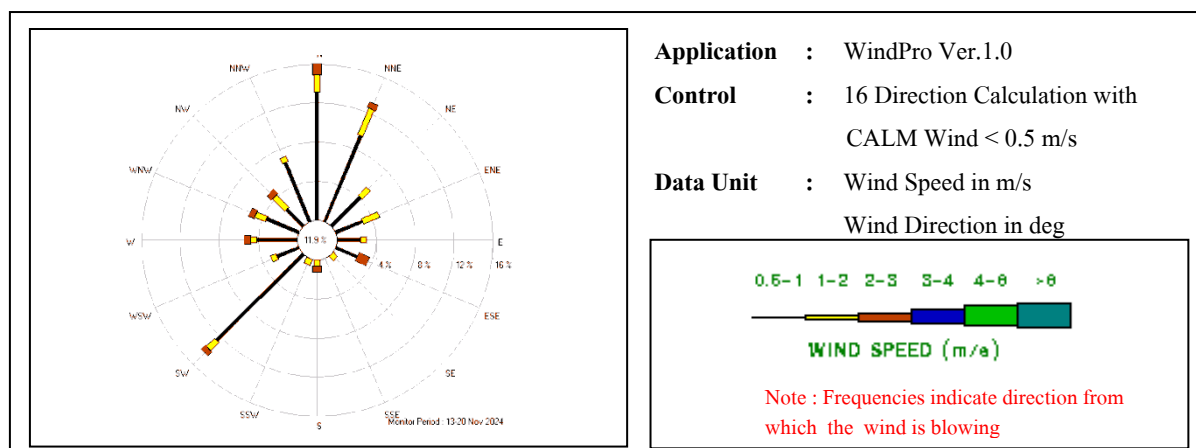 N
NNW
NNE
NW
NE
WNW
ENE
W
11.9 %
E
4 %
8 %
12 %
16 %
WSW
ESE
SW
SE
SSW
SSE
S
Monitor Period : 13-20 Nov 2024
Application : WindPro Ver.1.0
Control : 16 Direction Calculation with
CALM Wind < 0.5 m/s
Data Unit : Wind Speed in m/s
Wind Direction in deg
0.5-1 1-2 2-3 3-4 4-6 >6
WIND SPEED (m/s)
Note : Frequencies indicate direction from
which the wind is blowing